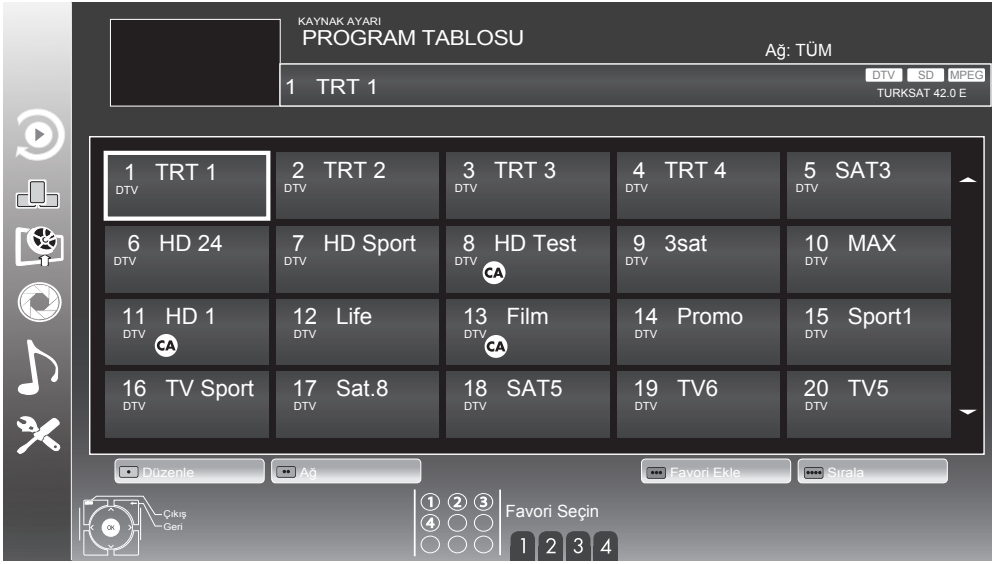 KAYNAK AYARI
PROGRAM TABLOSU
Ağ: TÜM
1 TRT 1
DTV SD MPEG
TURKSAT 42.0 E
1 TRT 1 2 TRT 2 3 TRT 3 4 TRT 4 5 SAT3
DTV DTV DTV DTV DTV
6 HD 24 7 HD Sport 8 HD Test 9 3sat 10 MAX
DTV DTV DTV DTV DTV
CA
11 HD 1 12 Life 13 Film 14 Promo 15 Sport1
DTV DTV DTV DTV DTV
CA CA
16 TV Sport 17 Sat.8 18 SAT5 19 TV6 20 TV5
DTV DTV DTV DTV DTV
Düzenle Ağ Favori Ekle Sırala
Çıkış
Geri
OK
1 2 3
4
Favori Seçin
1 2 3 4